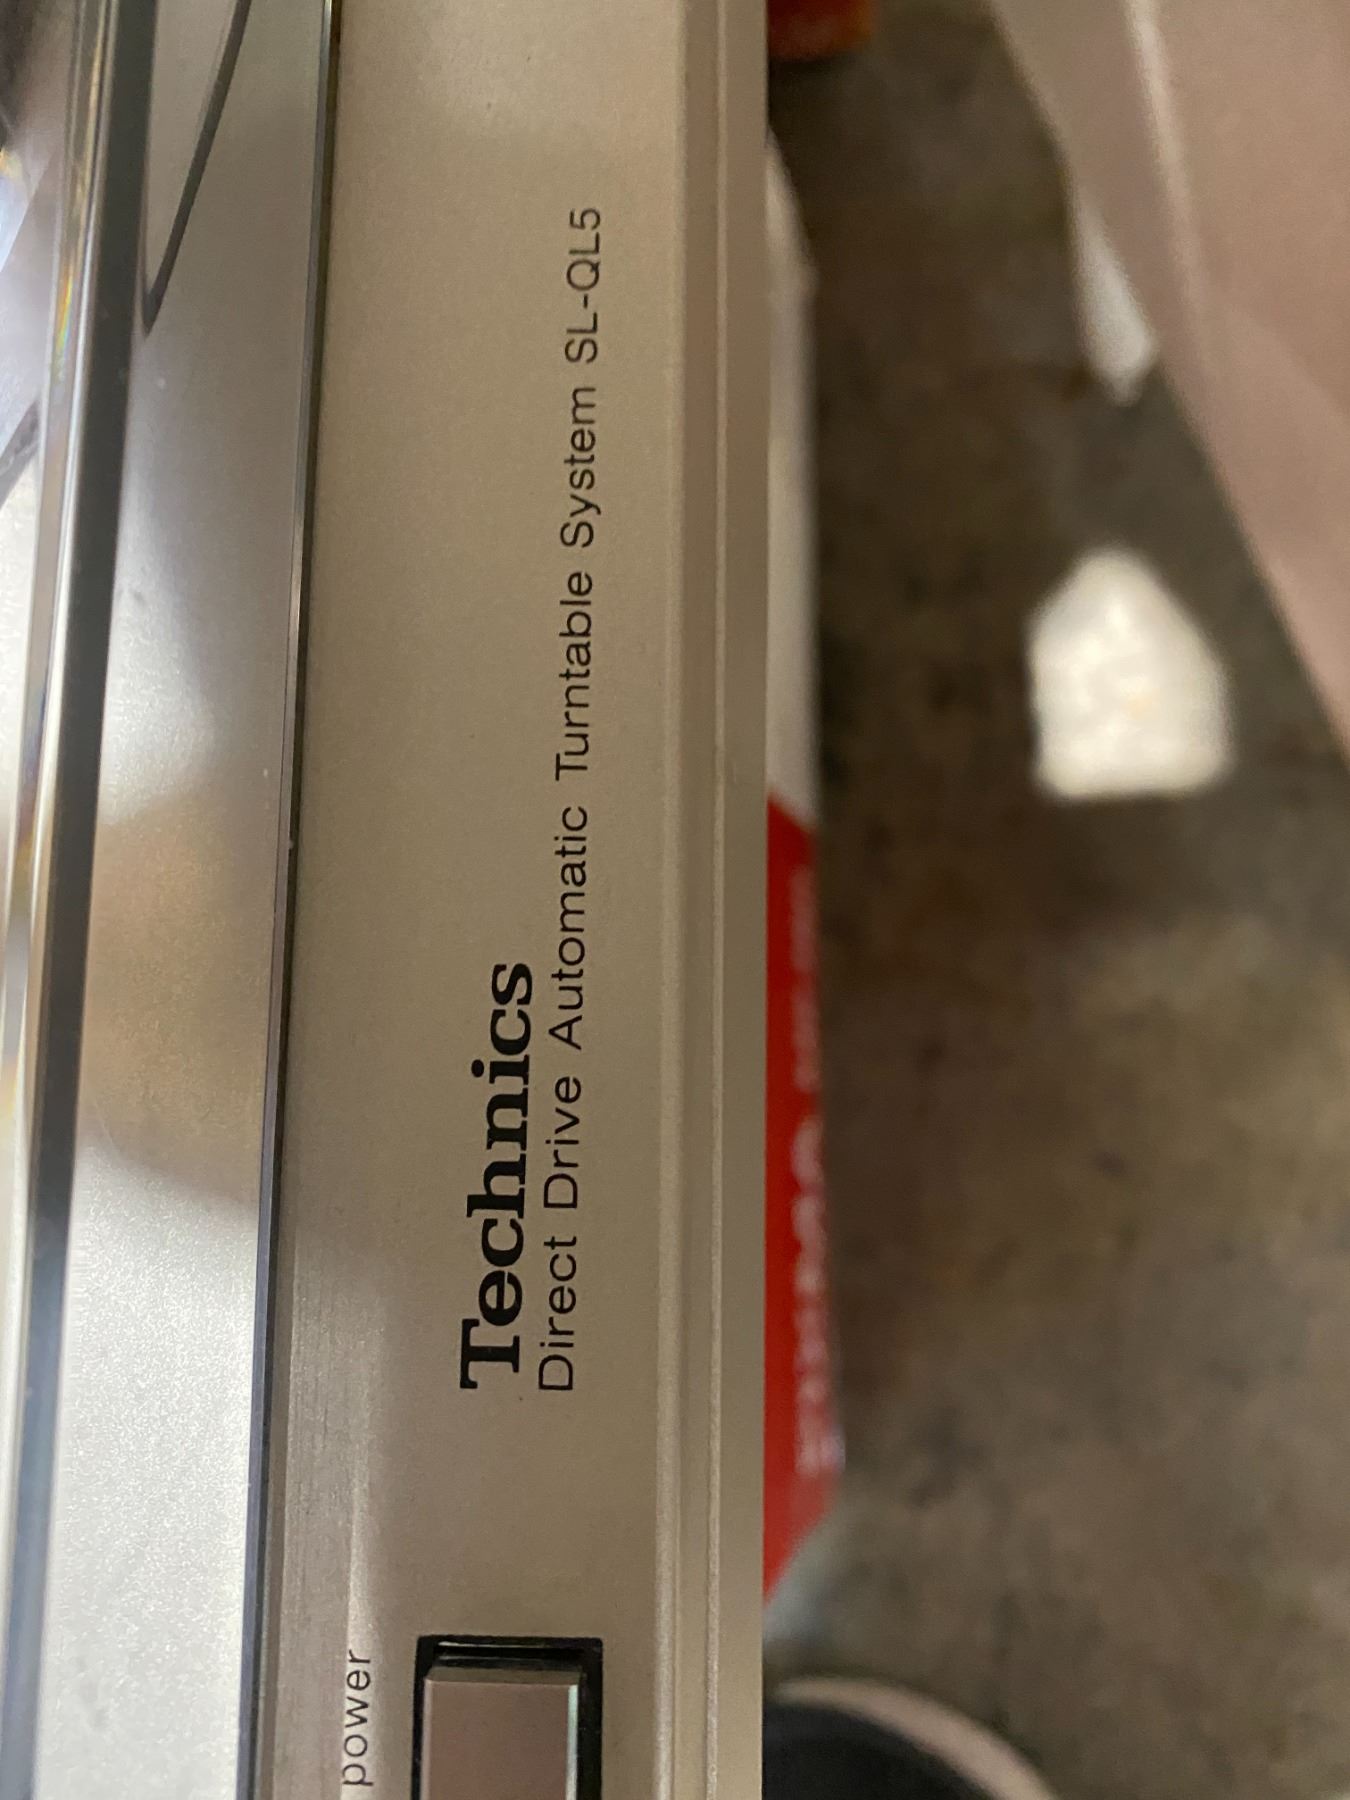 Technics
Direct Drive Automatic Turntable System SL-QL5
power